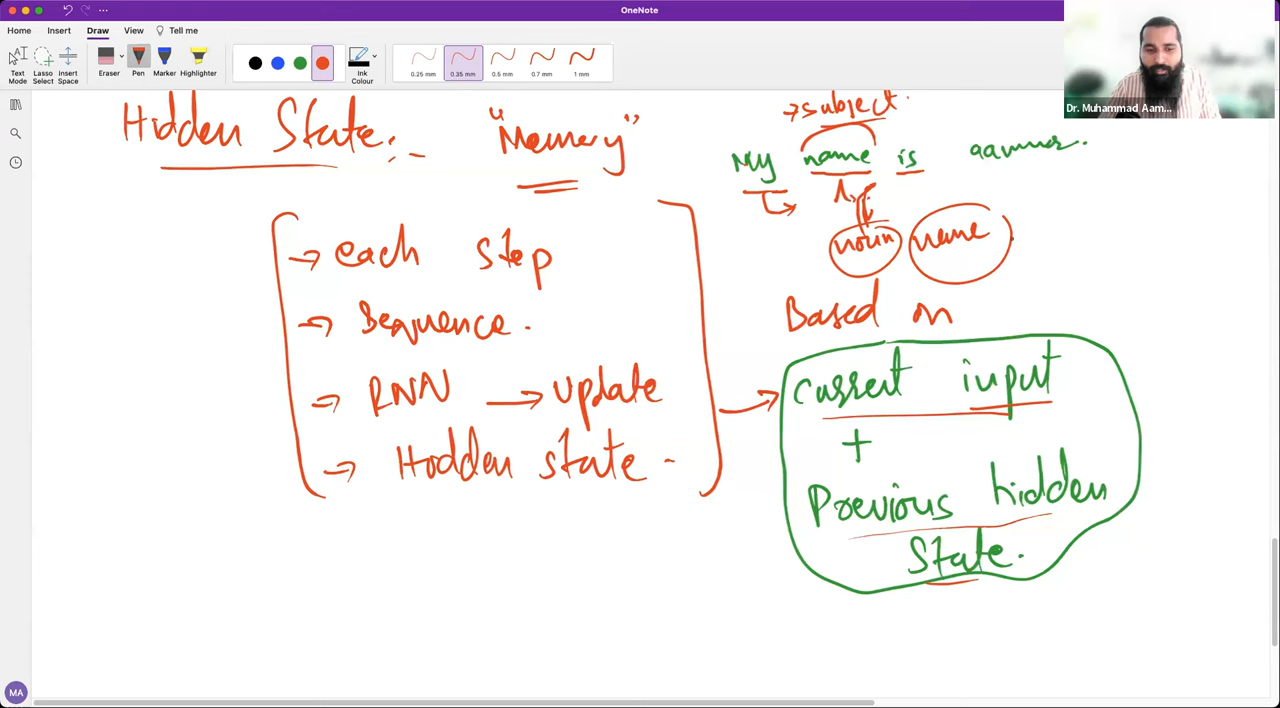 OneNote
Home Insert Draw View Tell me
Text Mode
Lasso Select
Insert Space
Eraser
Pen
Marker
Highlighter
Ink Colour
0.25 mm
0.35 mm
0.5 mm
0.7 mm
1 mm
Dr. Muhammad Aam...
Hidden State:- "Memory"
→ each step
→ Sequence.
→ RNN → Update
→ Hodden state -
→ subject.
My name is
noun name
Based on
Current input
+
Previous hidden
State.
MA